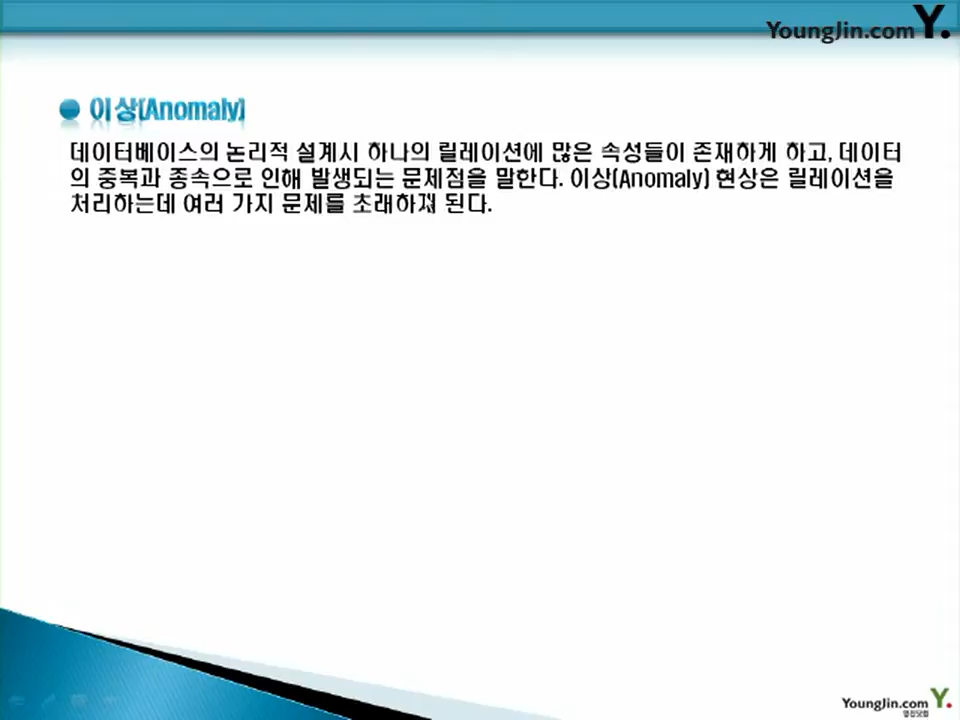 YoungJin.com Y.
이상(Anomaly)
데이터베이스의 논리적 설계시 하나의 릴레이션에 많은 속성들이 존재하게 하고, 데이터
의 중복과 종속으로 인해 발생되는 문제점을 말한다. 이상(Anomaly) 현상은 릴레이션을
처리하는데 여러 가지 문제를 초래하게 된다.
YoungJin.com Y.
영진닷컴